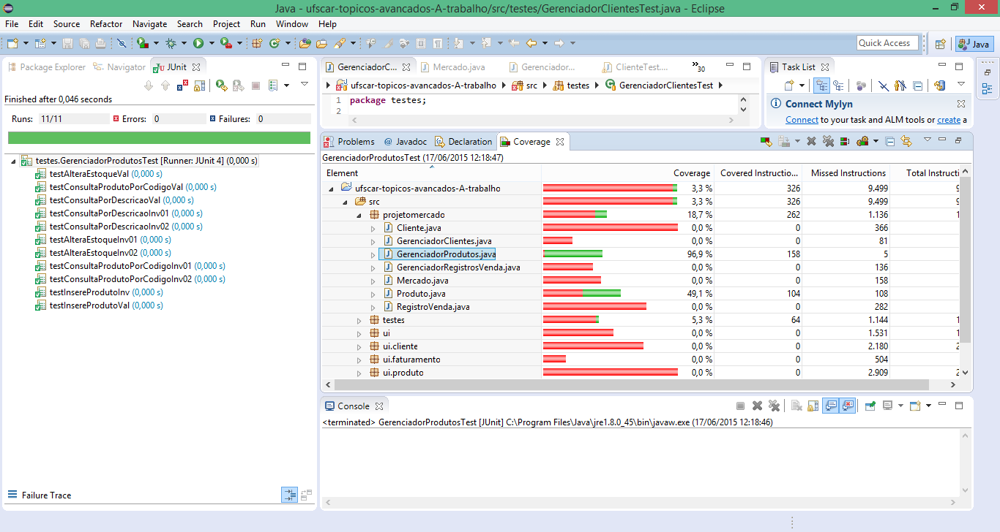 Java - ufscar-topicos-avancados-A-trabalho/src/testes/GerenciadorClientesTest.java - Eclipse
File Edit Source Refactor Navigate Search Project Run Window Help
Quick Access
Java
Package Explorer Navigator JUnit
Finished after 0,046 seconds
Runs: 11/11 Errors: 0 Failures: 0
testes.GerenciadorProdutosTest [Runner: JUnit 4] (0,000 s)
testAlteraEstoqueVal (0,000 s)
testConsultaProdutoPorCodigoVal (0,000 s)
testConsultaPorDescricaoVal (0,000 s)
testConsultaPorDescricaoInv01 (0,000 s)
testConsultaPorDescricaoInv02 (0,000 s)
testAlteraEstoqueInv01 (0,000 s)
testAlteraEstoqueInv02 (0,000 s)
testConsultaProdutoPorCodigoInv01 (0,000 s)
testConsultaProdutoPorCodigoInv02 (0,000 s)
testInsereProdutoInv (0,000 s)
testInsereProdutoVal (0,000 s)
Failure Trace
GerenciadorC... Mercado.java Gerenciador... ClienteTest.... 30
ufscar-topicos-avancados-A-trabalho src testes GerenciadorClientesTest
1 package testes;
2
Task List
Connect Mylyn
Connect to your task and ALM tools or create a
Problems @ Javadoc Declaration Coverage
GerenciadorProdutosTest (17/06/2015 12:18:47)
Element Coverage Covered Instructio... Missed Instructions Total Instructi
ufscar-topicos-avancados-A-trabalho 3,3 % 326 9.499 9
src 3,3 % 326 9.499 9
projetomercado 18,7 % 262 1.136 1
Cliente.java 0,0 % 0 366
GerenciadorClientes.java 0,0 % 0 81
GerenciadorProdutos.java 96,9 % 158 5
GerenciadorRegistrosVenda.java 0,0 % 0 136
Mercado.java 0,0 % 0 158
Produto.java 49,1 % 104 108
RegistroVenda.java 0,0 % 0 282
testes 5,3 % 64 1.144 1
ui 0,0 % 0 1.531 1
ui.cliente 0,0 % 0 2.180 2
ui.faturamento 0,0 % 0 504
ui.produto 0,0 % 0 2.909 2
Console
<terminated> GerenciadorProdutosTest [JUnit] C:\Program Files\Java\jre1.8.0_45\bin\javaw.exe (17/06/2015 12:18:46)